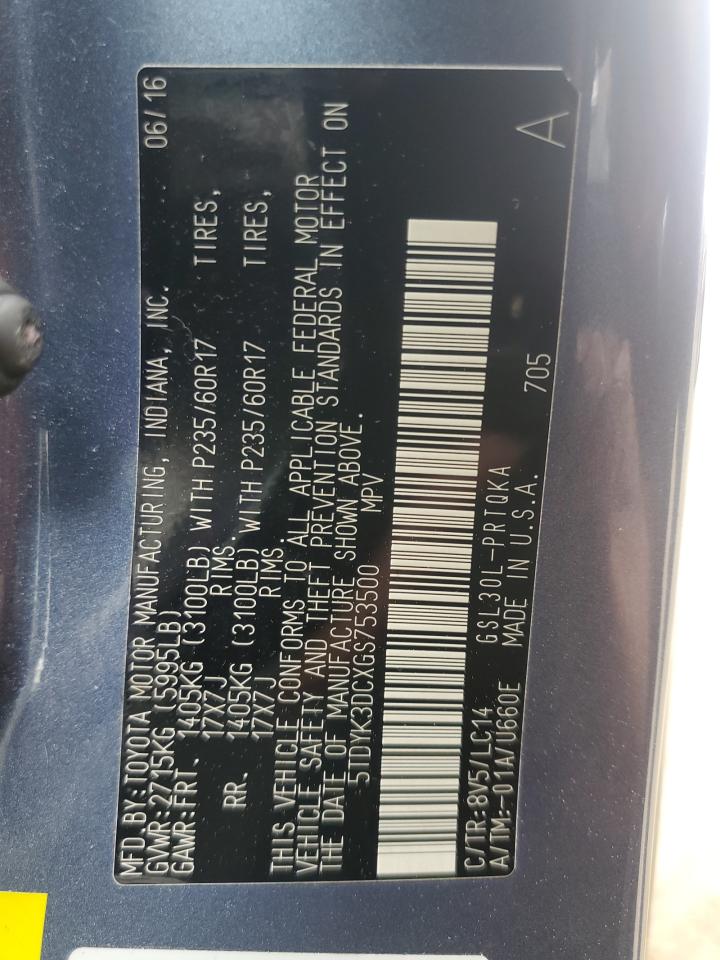 MFD.BY:TOYOTA MOTOR MANUFACTURING, INDIANA, INC. 06/16
GVWR:2715KG (5995LB)
GAWR:FRT. 1405KG (3100LB) WITH P235/60R17 TIRES,
17X7J RIMS
RR. 1405KG (3100LB) WITH P235/60R17 TIRES,
17X7J RIMS
THIS VEHICLE CONFORMS TO ALL APPLICABLE FEDERAL MOTOR
VEHICLE SAFETY AND THEFT PREVENTION STANDARDS IN EFFECT ON
THE DATE OF MANUFACTURE SHOWN ABOVE.
5TDYK3DCXGS753500 MPV
C/TR:8V5/LC14 GSL30L-PRTQKA
A/TM:-01A/U660E MADE IN U.S.A. 705
A